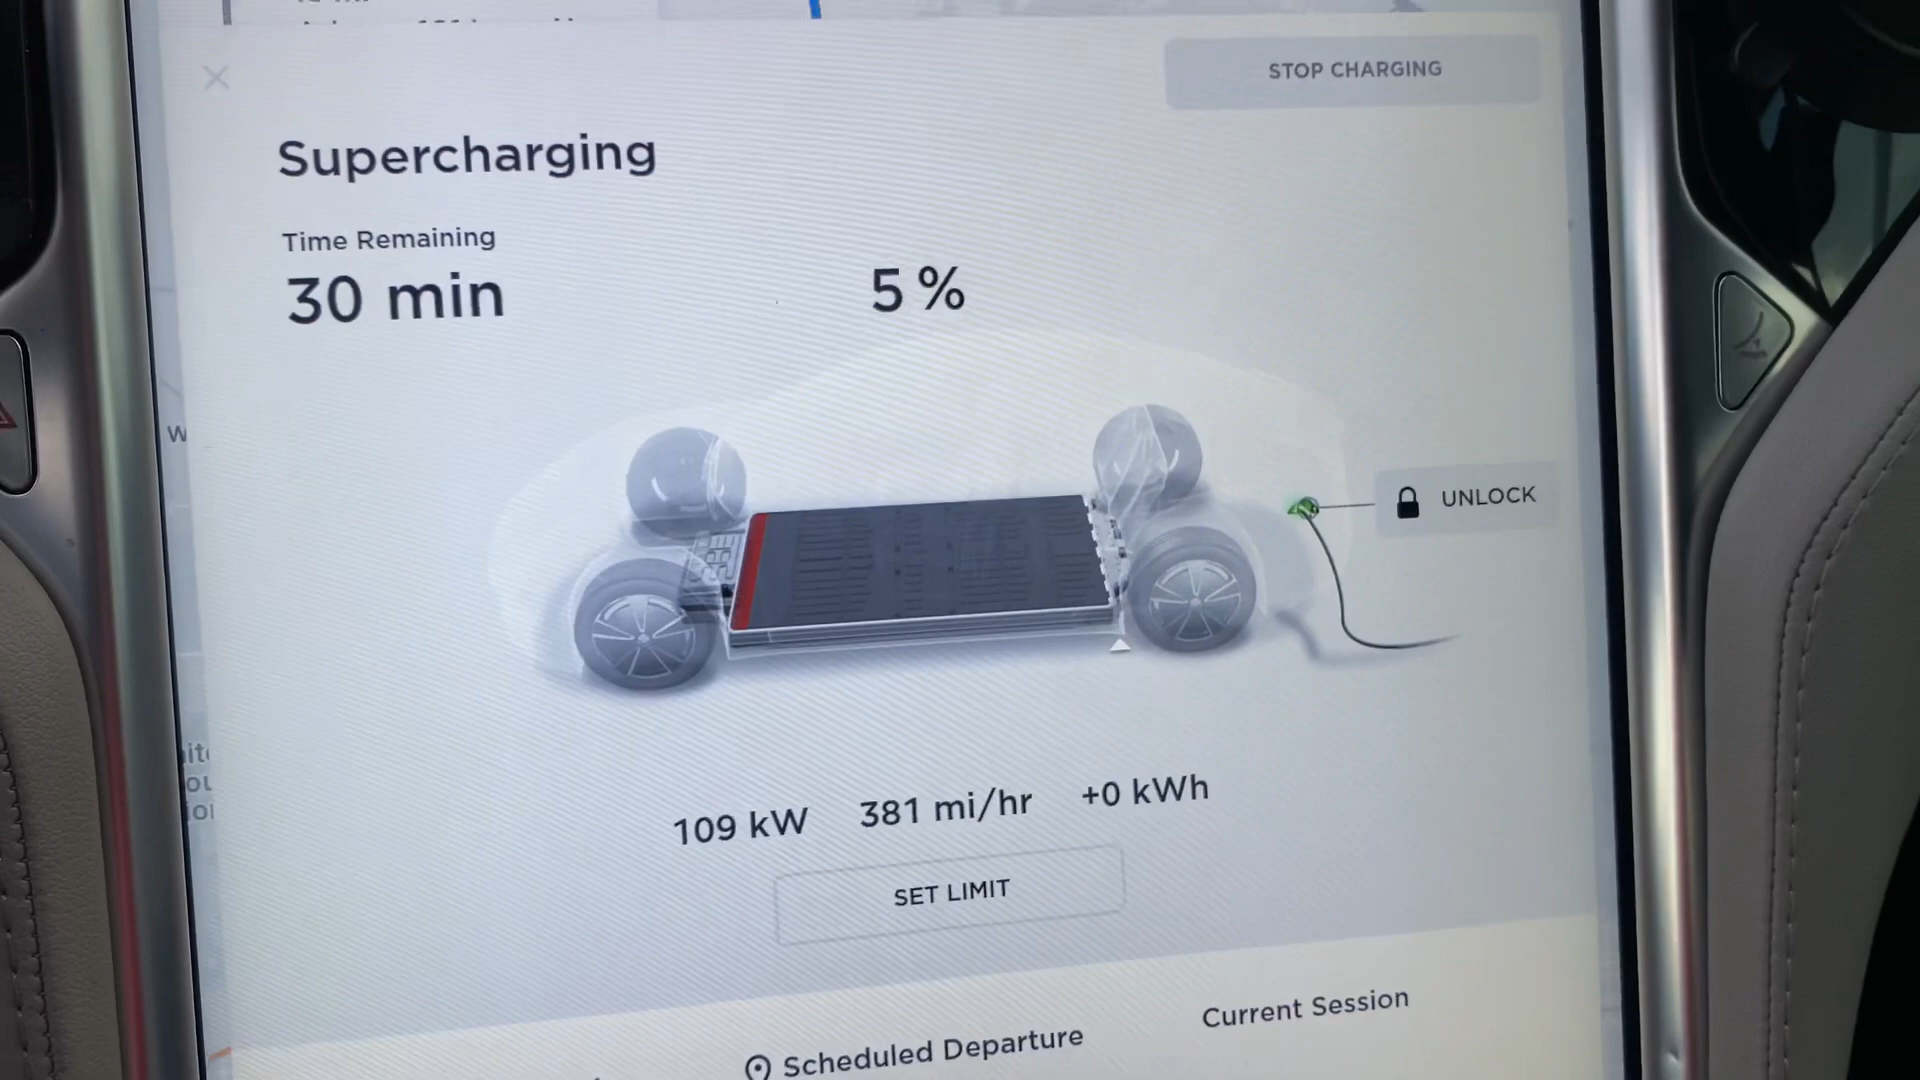 STOP CHARGING
Supercharging
Time Remaining
30 min
5 %
UNLOCK
109 kW 381 mi/hr +0 kWh
SET LIMIT
Scheduled Departure
Current Session